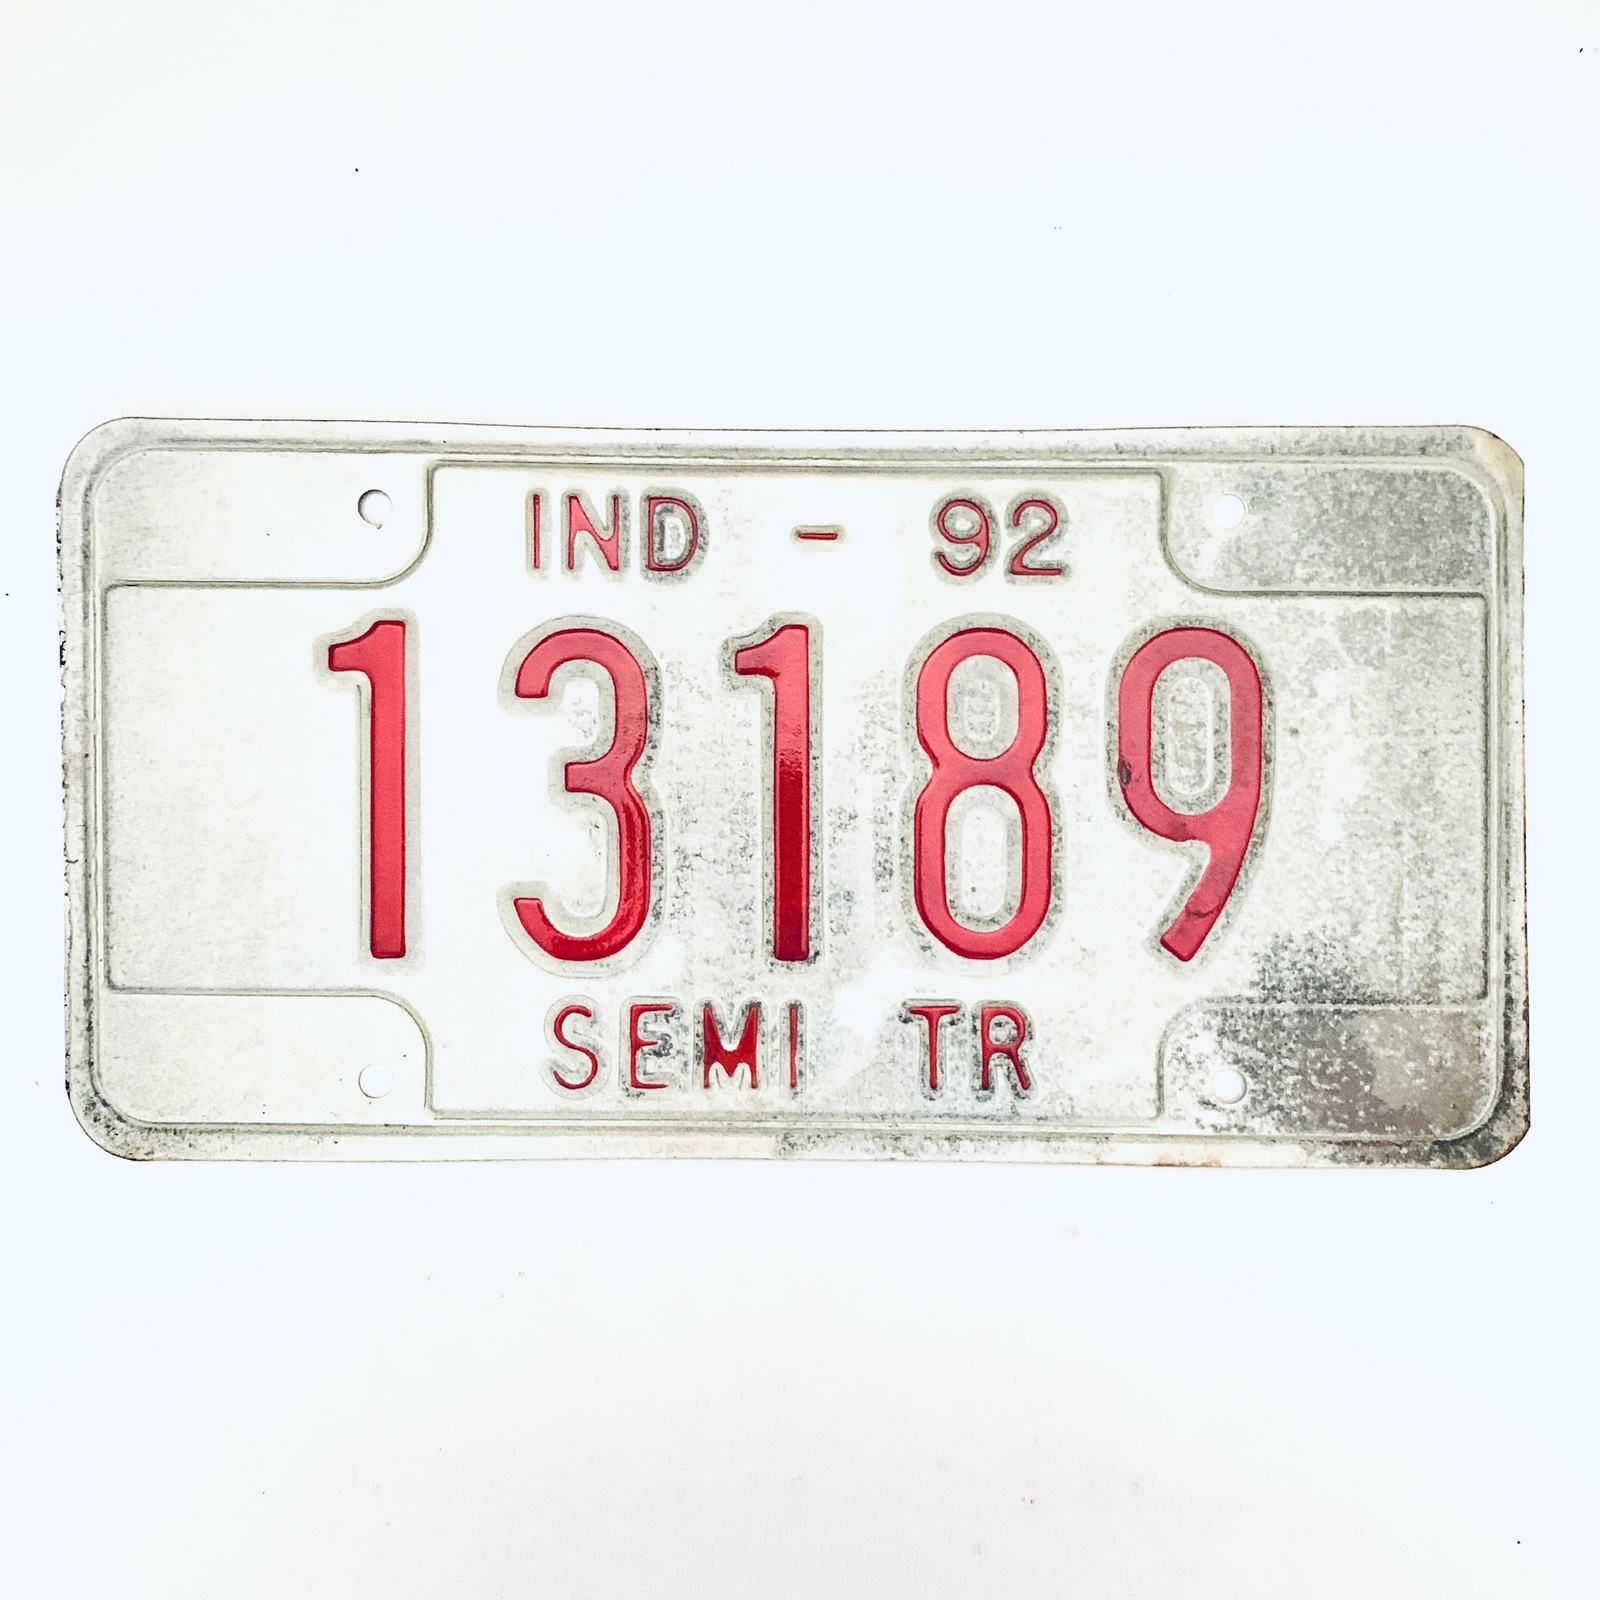 IND - 92
13189
SEMI TR